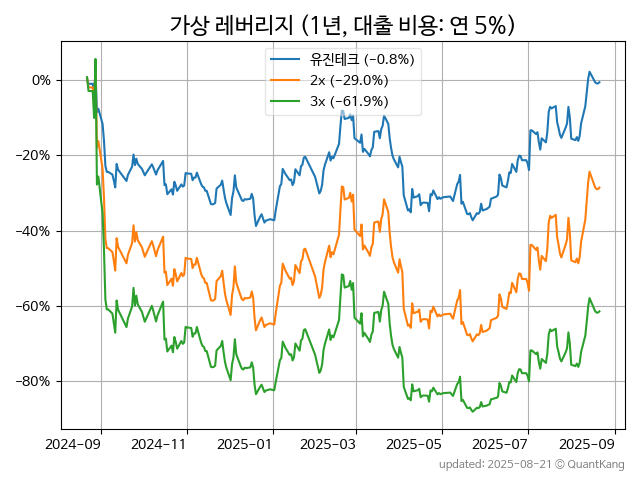 가상 레버리지 (1년, 대출 비용: 연 5%)
유진테크 (−0.8%)
2x (−29.0%)
3x (−61.9%)
0%
−20%
−40%
−60%
−80%
2024−09 2024−11 2025−01 2025−03 2025−05 2025−07 2025−09
updated: 2025-08-21 © QuantKang